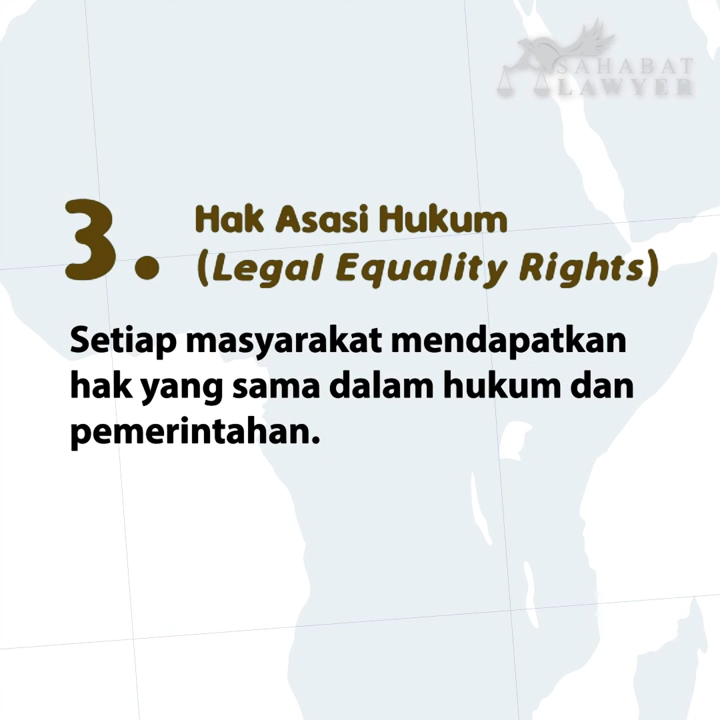 SAHABAT
LAWYER
3. Hak Asasi Hukum
(Legal Equality Rights)
Setiap masyarakat mendapatkan
hak yang sama dalam hukum dan
pemerintahan.